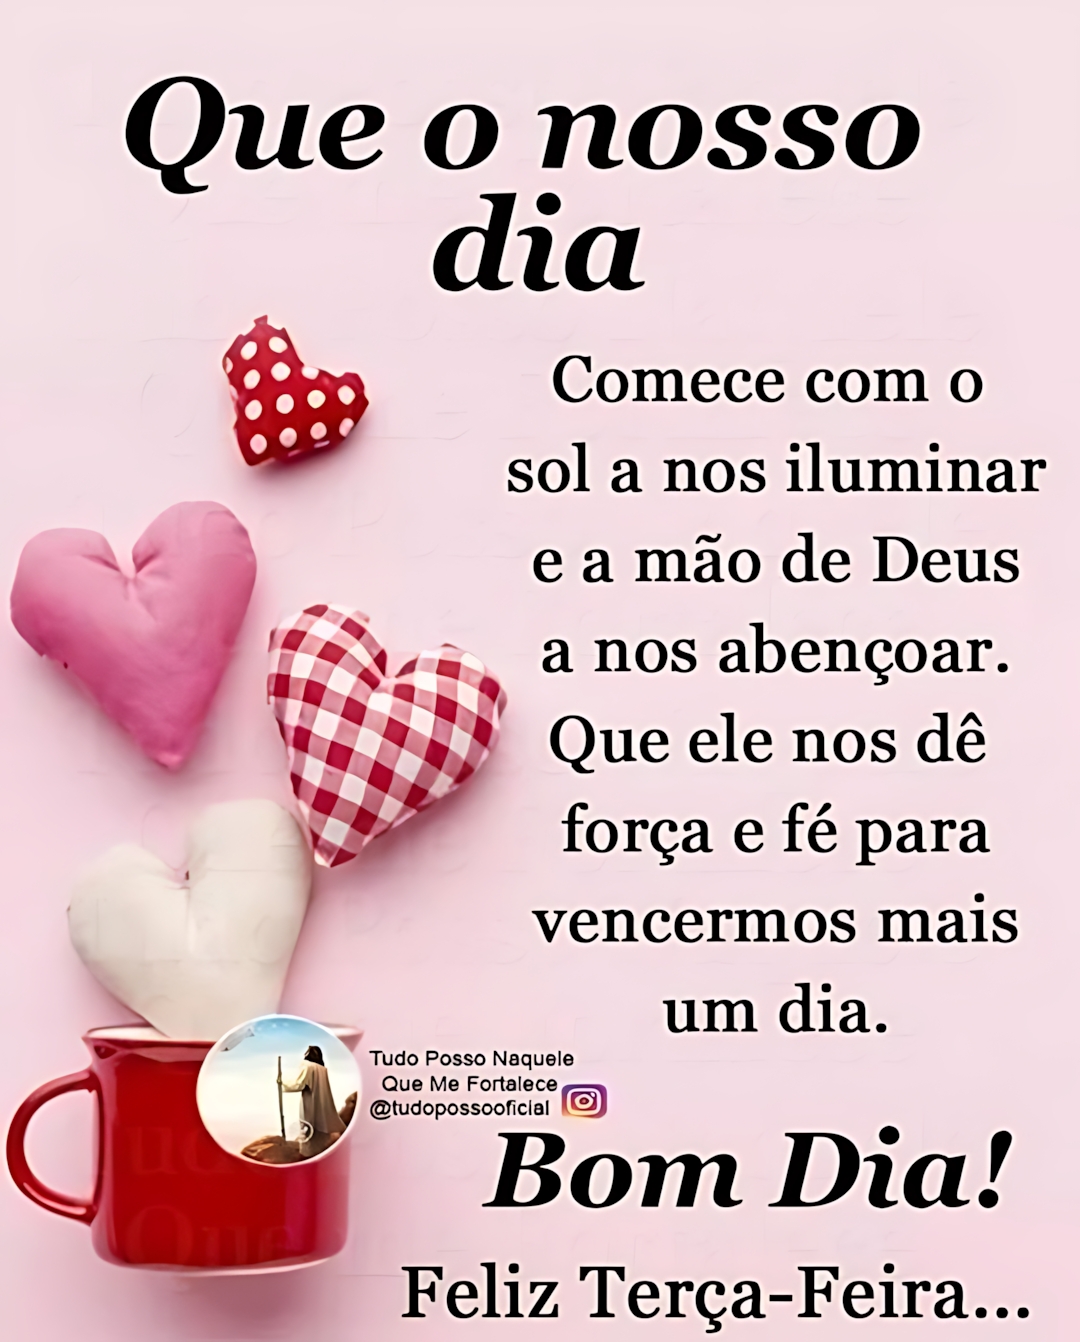 Que o nosso
dia
Comece com o
sol a nos iluminar
e a mão de Deus
a nos abençoar.
Que ele nos dê
força e fé para
vencermos mais
um dia.
Tudo Posso Naquele
Que Me Fortalece
@tudopossooficial
Bom Dia!
Feliz Terça-Feira...